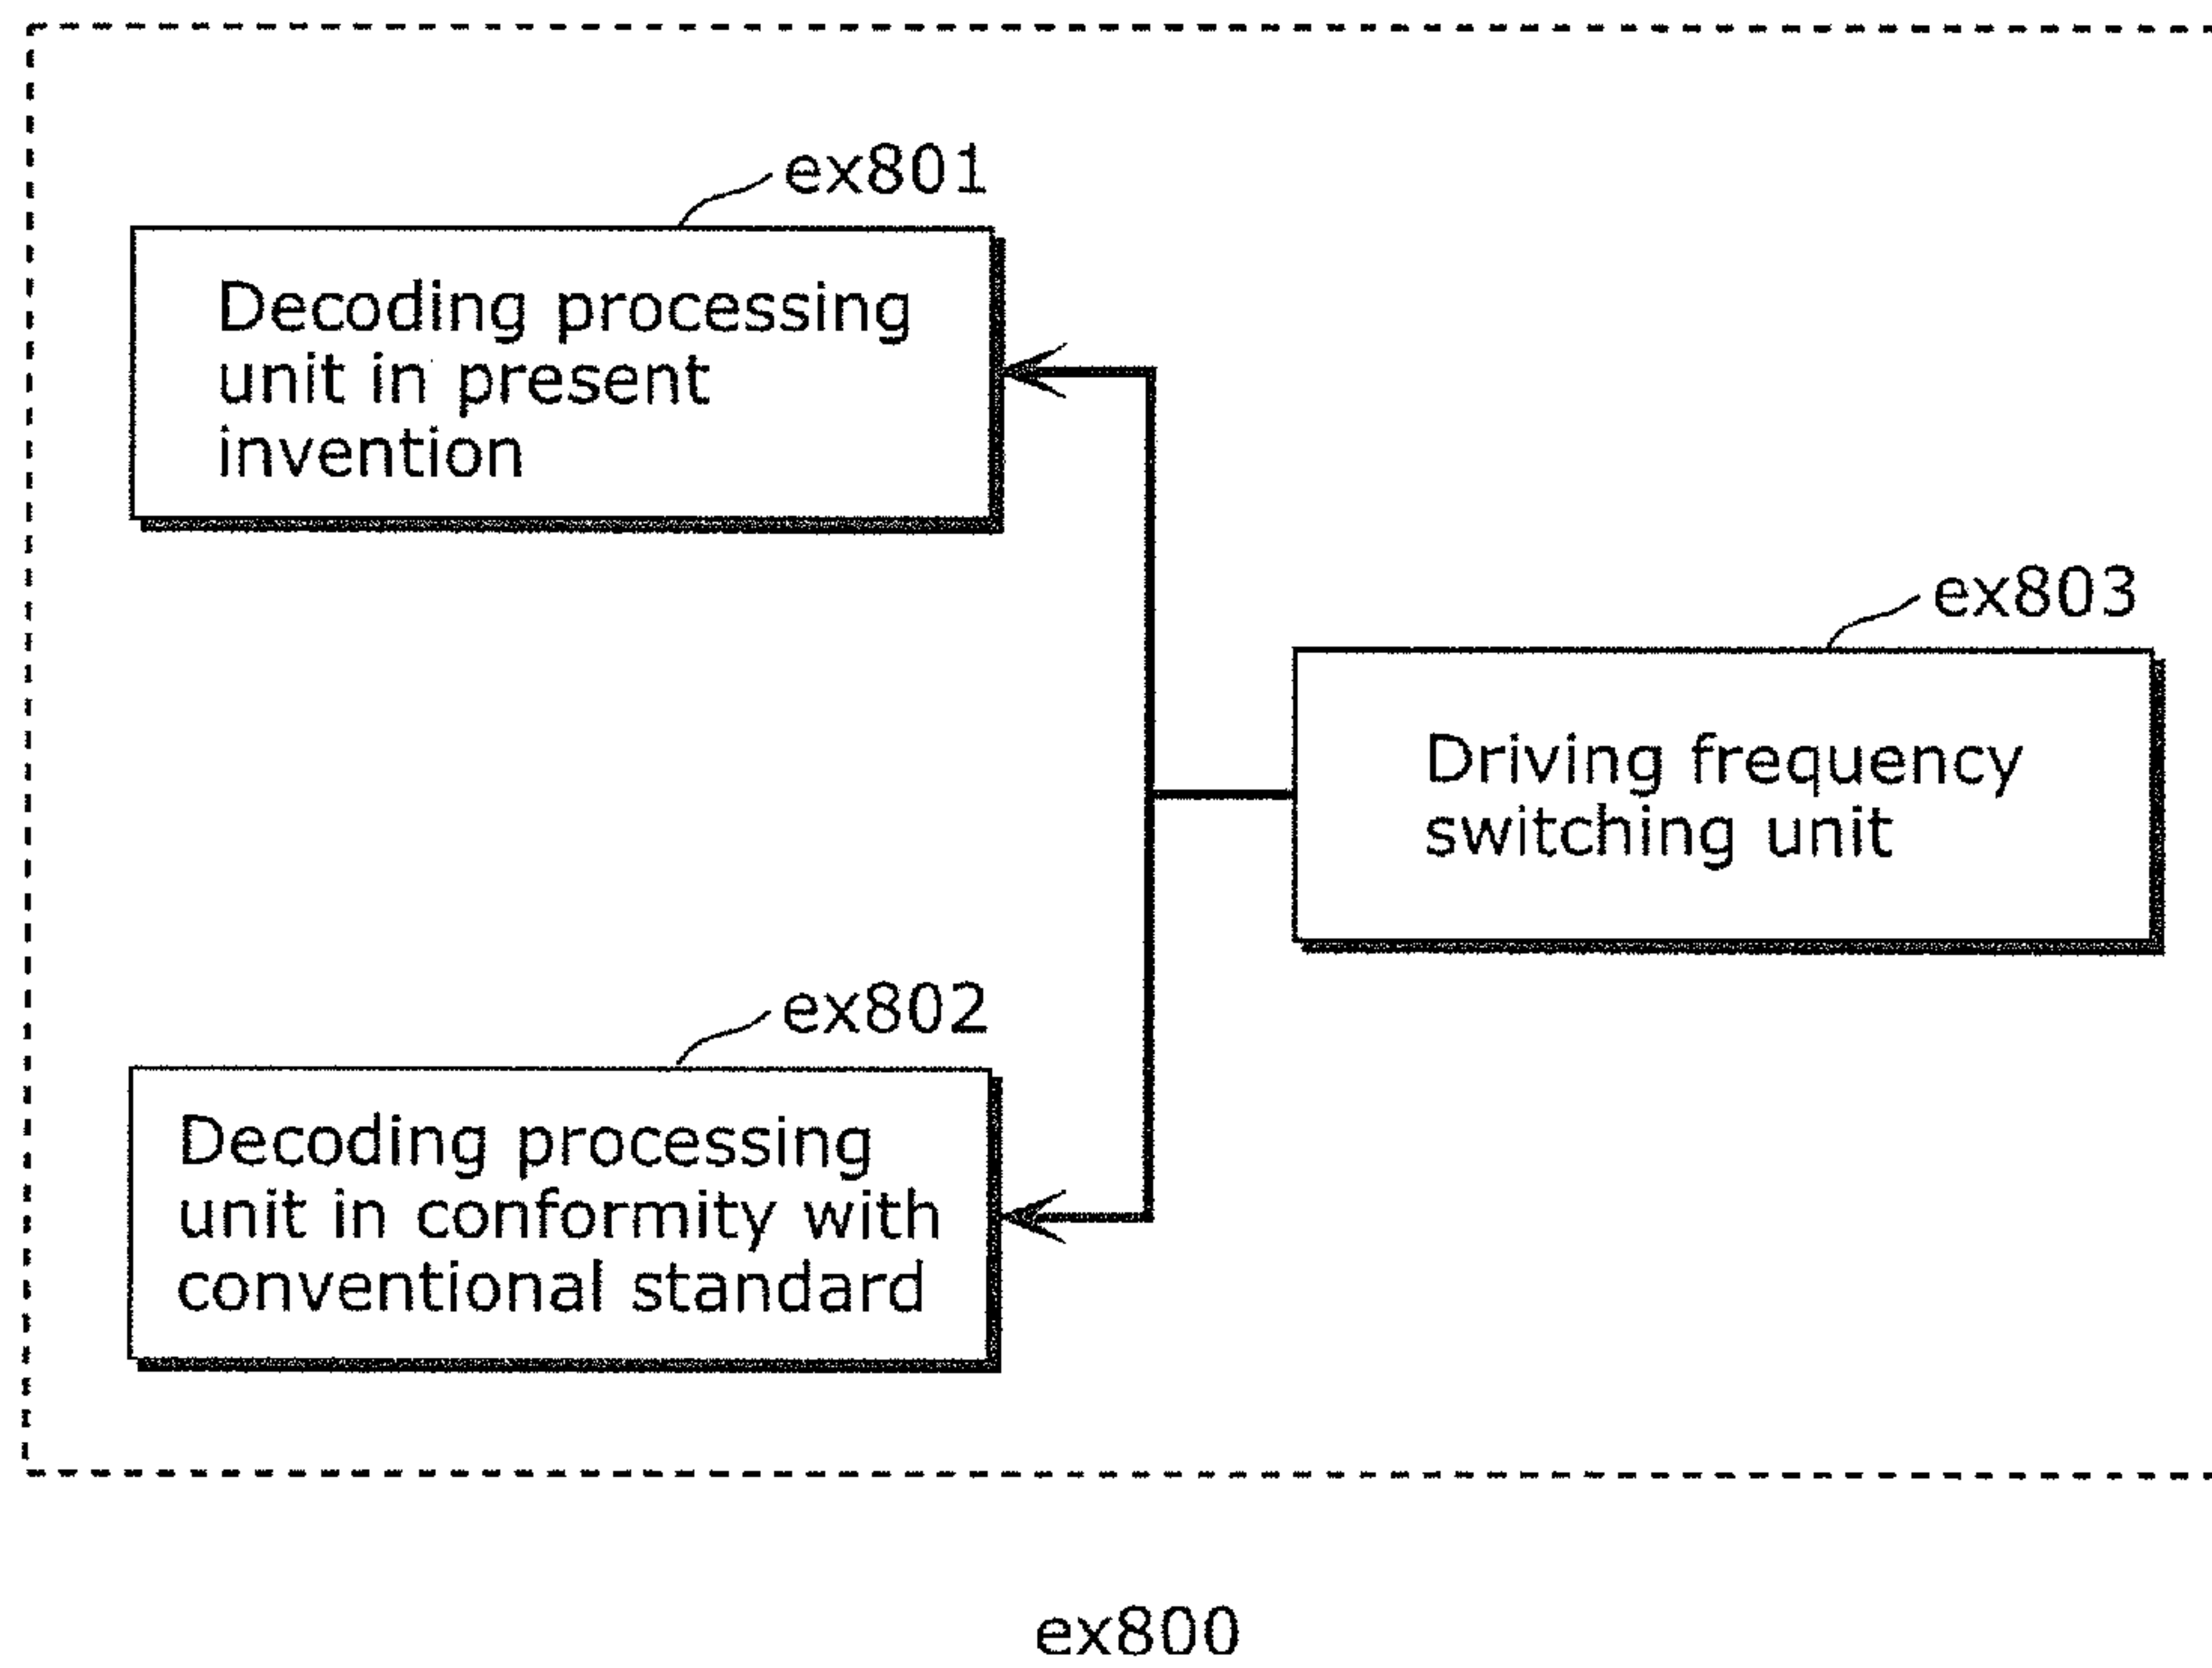 ex801
Decoding processing
unit in present
invention
ex803
Driving frequency
switching unit
ex802
Decoding processing
unit in conformity with
conventional standard
ex800